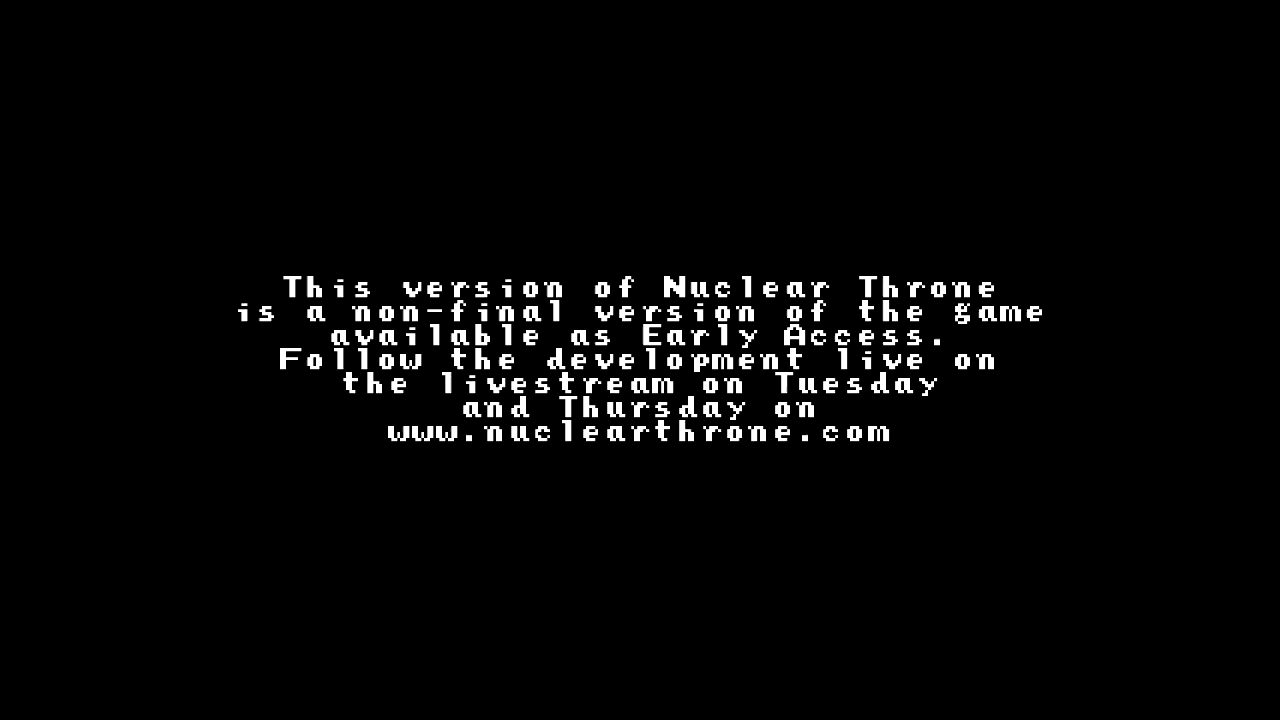 This version of Nuclear Throne
is a non-final version of the game
available as Early Access.
Follow the development live on
the livestream on Tuesday
and Thursday on
www.nuclearthrone.com